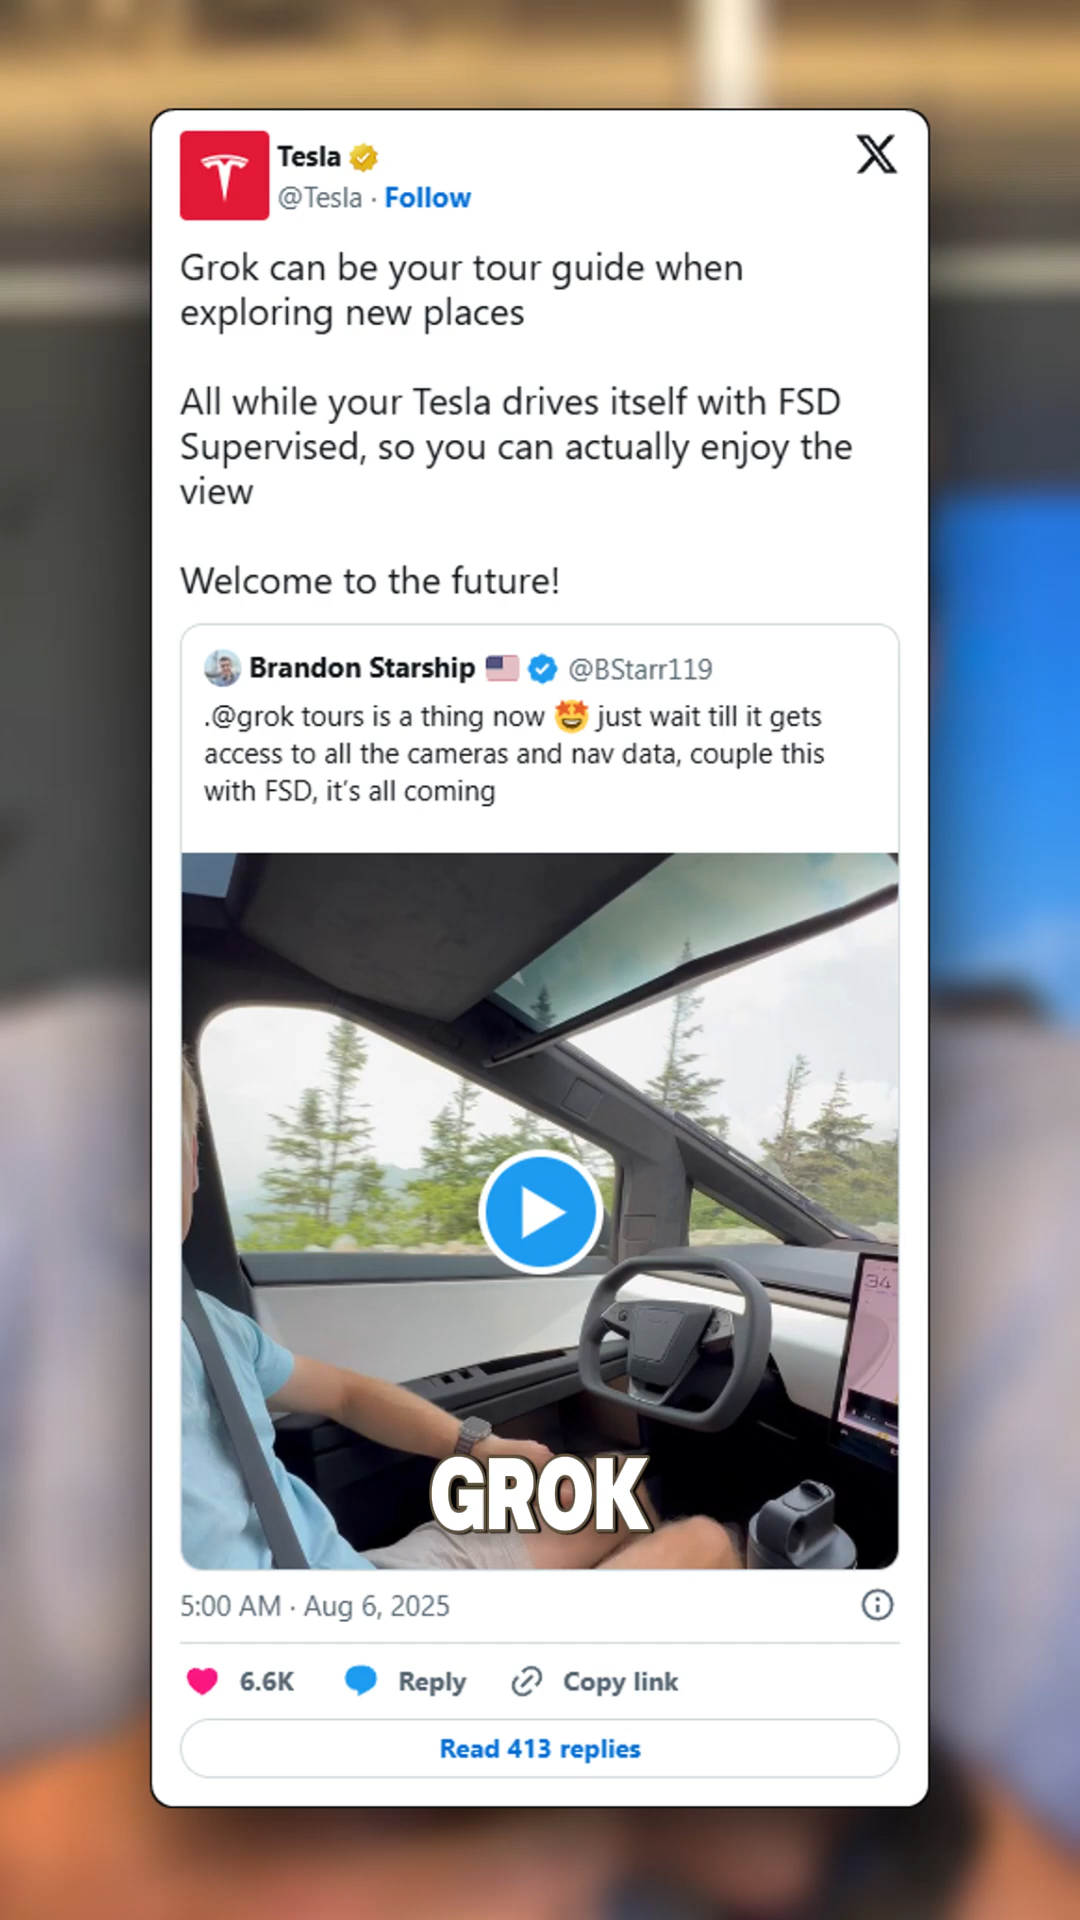 Tesla
@Tesla · Follow
Grok can be your tour guide when
exploring new places
All while your Tesla drives itself with FSD
Supervised, so you can actually enjoy the
view
Welcome to the future!
Brandon Starship 🇺🇸 @BStarr119
.@grok tours is a thing now 🤩 just wait till it gets
access to all the cameras and nav data, couple this
with FSD, it's all coming
34
GROK
5:00 AM · Aug 6, 2025
6.6K Reply Copy link
Read 413 replies